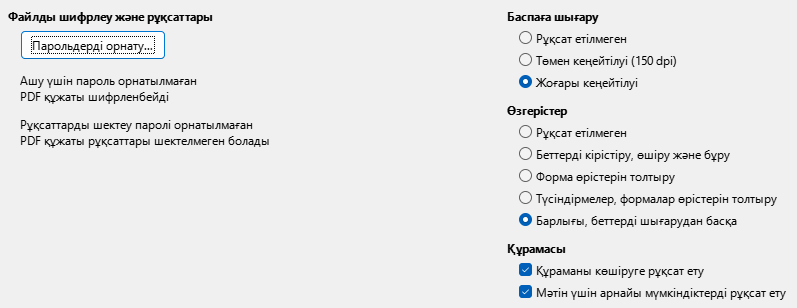 Файлды шифрлеу және рұқсаттары
Парольдерді орнату...
Ашу үшін пароль орнатылмаған
PDF құжаты шифрленбейді
Рұқсаттарды шектеу паролі орнатылмаған
PDF құжаты рұқсаттары шектелмеген болады
Баспаға шығару
Рұқсат етілмеген
Төмен кеңейтілуі (150 dpi)
Жоғары кеңейтілуі
Өзгерістер
Рұқсат етілмеген
Беттерді кірістіру, өшіру және бұру
Форма өрістерін толтыру
Түсіндірмелер, формалар өрістерін толтыру
Барлығы, беттерді шығарудан басқа
Құрамасы
Құраманы көшіруге рұқсат ету
Мәтін үшін арнайы мүмкіндіктерді рұқсат ету